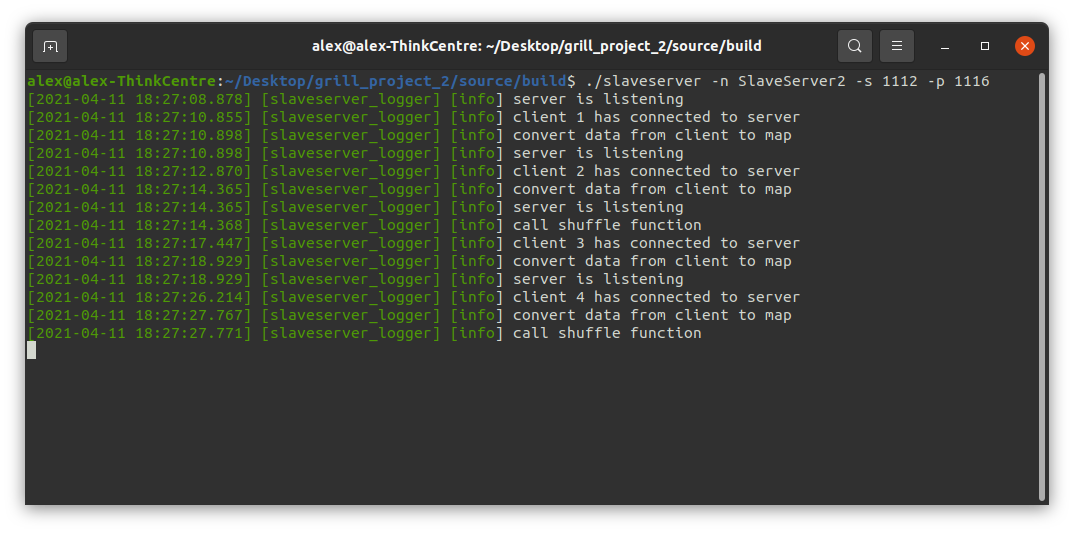 alex@alex-ThinkCentre: ~/Desktop/grill_project_2/source/build
alex@alex-ThinkCentre:~/Desktop/grill_project_2/source/build$ ./slaveserver -n SlaveServer2 -s 1112 -p 1116
[2021-04-11 18:27:08.878] [slaveserver_logger] [info] server is listening
[2021-04-11 18:27:10.855] [slaveserver_logger] [info] client 1 has connected to server
[2021-04-11 18:27:10.898] [slaveserver_logger] [info] convert data from client to map
[2021-04-11 18:27:10.898] [slaveserver_logger] [info] server is listening
[2021-04-11 18:27:12.870] [slaveserver_logger] [info] client 2 has connected to server
[2021-04-11 18:27:14.365] [slaveserver_logger] [info] convert data from client to map
[2021-04-11 18:27:14.365] [slaveserver_logger] [info] server is listening
[2021-04-11 18:27:14.368] [slaveserver_logger] [info] call shuffle function
[2021-04-11 18:27:17.447] [slaveserver_logger] [info] client 3 has connected to server
[2021-04-11 18:27:18.929] [slaveserver_logger] [info] convert data from client to map
[2021-04-11 18:27:18.929] [slaveserver_logger] [info] server is listening
[2021-04-11 18:27:26.214] [slaveserver_logger] [info] client 4 has connected to server
[2021-04-11 18:27:27.767] [slaveserver_logger] [info] convert data from client to map
[2021-04-11 18:27:27.771] [slaveserver_logger] [info] call shuffle function